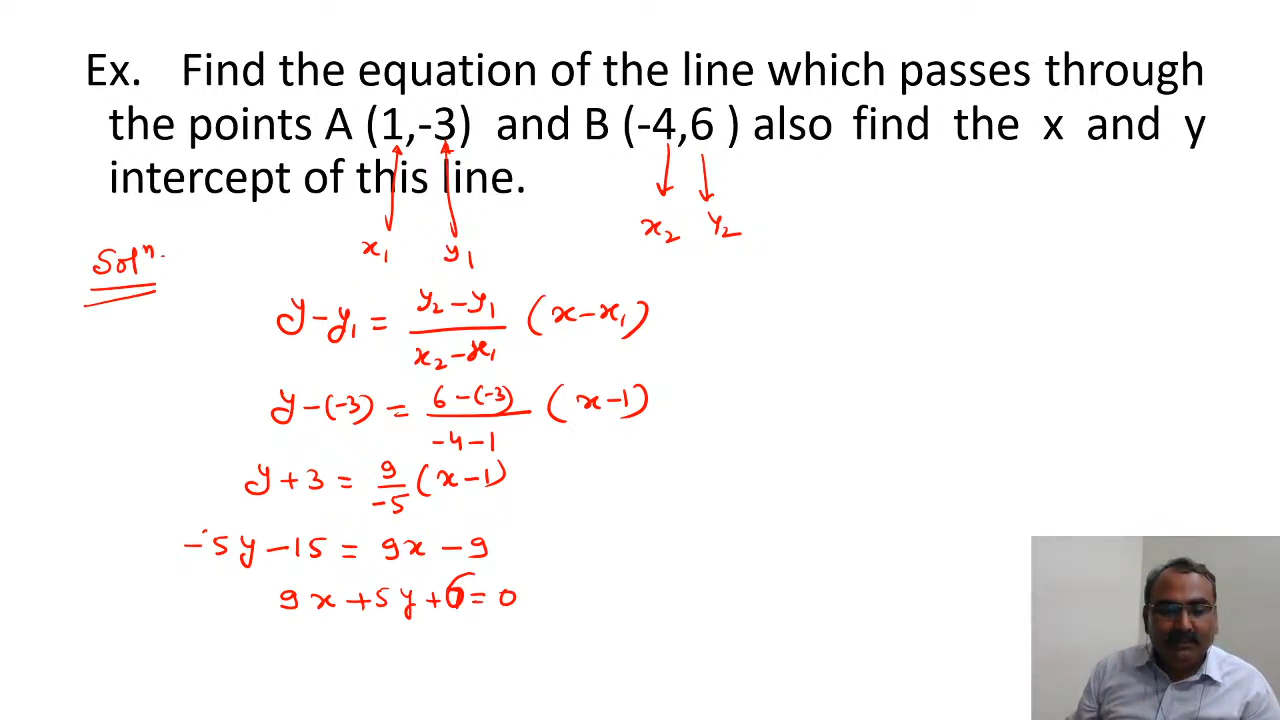 Ex. Find the equation of the line which passes through
the points A (1,-3) and B (-4,6 ) also find the x and y
intercept of this line.
x₁ y₁ x₂ y₂
Solⁿ.
y-y₁ = y₂-y₁/x₂-x₁ (x-x₁)
y-(-3) = 6-(-3)/-4-1 (x-1)
y+3 = 9/-5 (x-1)
-5y-15 = 9x-9
9x+5y+6=0